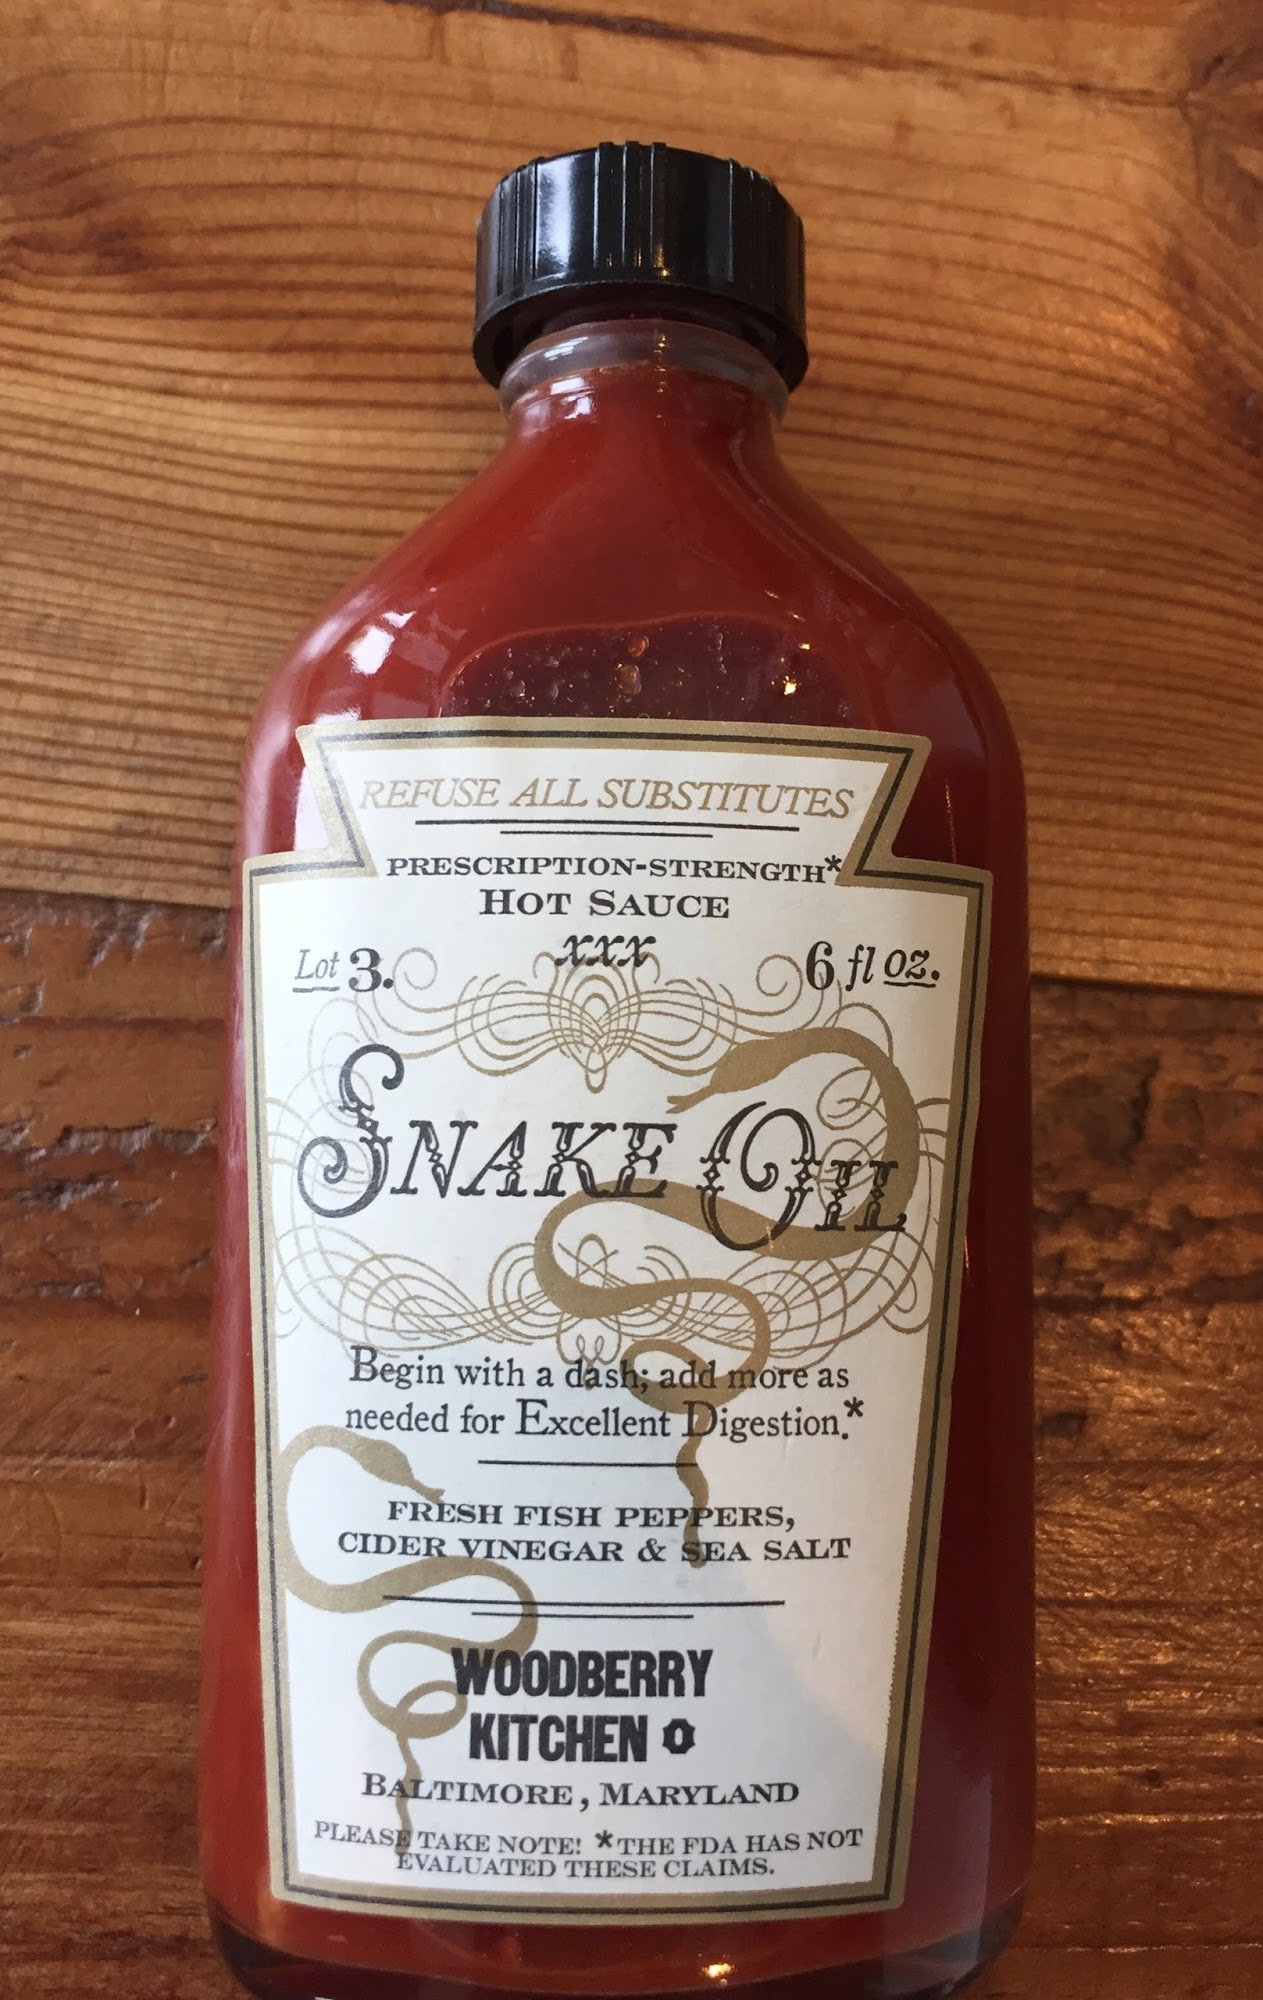 REFUSE ALL SUBSTITUTES
PRESCRIPTION-STRENGTH*
HOT SAUCE
xxx
Lot 3. 6 fl oz.
SNAKE OIL
Begin with a dash; add more as
needed for Excellent Digestion.*
FRESH FISH PEPPERS,
CIDER VINEGAR & SEA SALT
WOODBERRY
KITCHEN
BALTIMORE, MARYLAND
PLEASE TAKE NOTE! *THE FDA HAS NOT
EVALUATED THESE CLAIMS.